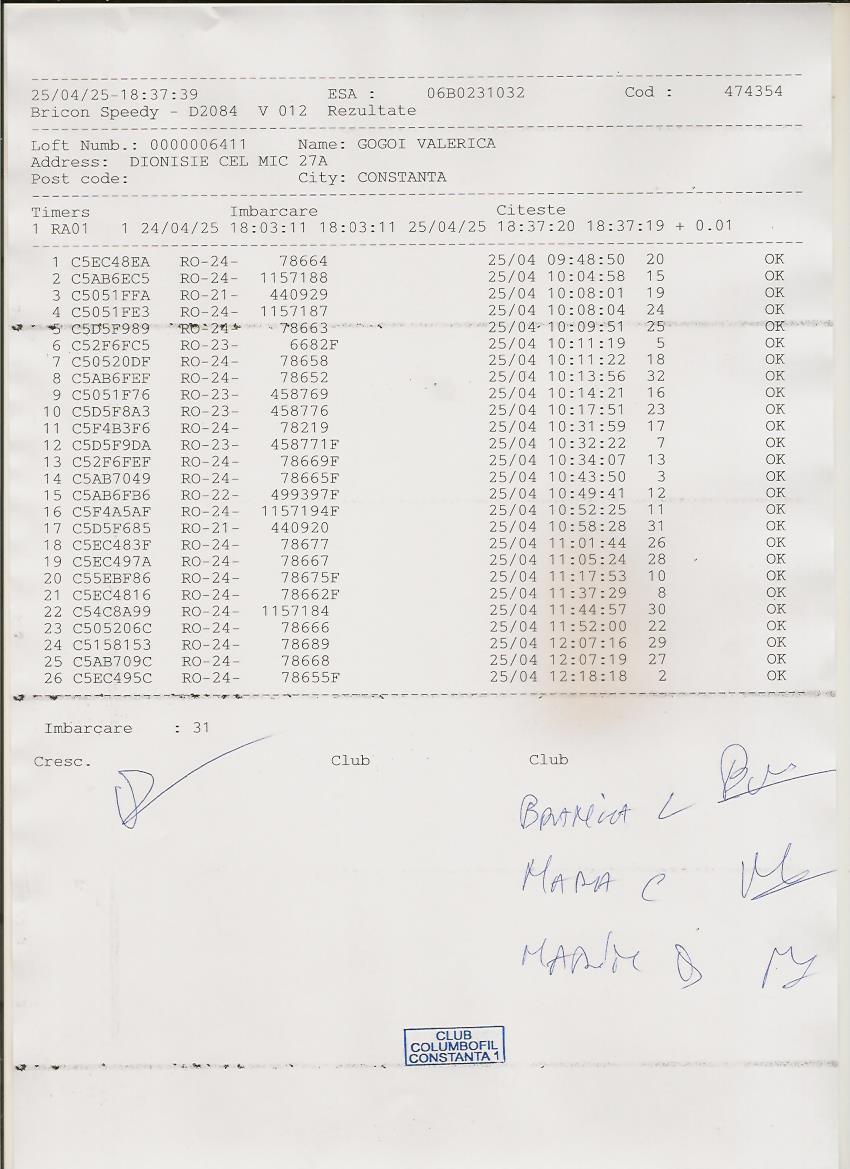 25/04/25-18:37:39 ESA : 06B0231032 Cod : 474354
Bricon Speedy - D2084 V 012 Rezultate
Loft Numb.: 0000006411 Name: GOGOI VALERICA
Address: DIONISIE CEL MIC 27A
Post code: City: CONSTANTA
Timers Imbarcare Citeste
1 RA01 1 24/04/25 18:03:11 18:03:11 25/04/25 18:37:20 18:37:19 + 0.01
1 C5EC48EA RO-24- 78664 25/04 09:48:50 20 OK
2 C5AB6EC5 RO-24- 1157188 25/04 10:04:58 15 OK
3 C5051FFA RO-21- 440929 25/04 10:08:01 19 OK
4 C5051FE3 RO-24- 1157187 25/04 10:08:04 24 OK
5 C5D5F989 RO-24- 78663 25/04 10:09:51 25 OK
6 C52F6FC5 RO-23- 6682F 25/04 10:11:19 5 OK
7 C50520DF RO-24- 78658 25/04 10:11:22 18 OK
8 C5AB6FEF RO-24- 78652 25/04 10:13:56 32 OK
9 C5051F76 RO-23- 458769 25/04 10:14:21 16 OK
10 C5D5F8A3 RO-23- 458776 25/04 10:17:51 23 OK
11 C5F4B3F6 RO-24- 78219 25/04 10:31:59 17 OK
12 C5D5F9DA RO-23- 458771F 25/04 10:32:22 7 OK
13 C52F6FEF RO-24- 78669F 25/04 10:34:07 13 OK
14 C5AB7049 RO-24- 78665F 25/04 10:43:50 3 OK
15 C5AB6FB6 RO-22- 499397F 25/04 10:49:41 12 OK
16 C5F4A5AF RO-24- 1157194F 25/04 10:52:25 11 OK
17 C5D5F685 RO-21- 440920 25/04 10:58:28 31 OK
18 C5EC483F RO-24- 78677 25/04 11:01:44 26 OK
19 C5EC497A RO-24- 78667 25/04 11:05:24 28 OK
20 C55EBF86 RO-24- 78675F 25/04 11:17:53 10 OK
21 C5EC4816 RO-24- 78662F 25/04 11:37:29 8 OK
22 C54C8A99 RO-24- 1157184 25/04 11:44:57 30 OK
23 C505206C RO-24- 78666 25/04 11:52:00 22 OK
24 C5158153 RO-24- 78689 25/04 12:07:16 29 OK
25 C5AB709C RO-24- 78668 25/04 12:07:19 27 OK
26 C5EC495C RO-24- 78655F 25/04 12:18:18 2 OK
Imbarcare : 31
Cresc. Club Club
MARA C
CLUB
COLUMBOFIL
CONSTANTA 1